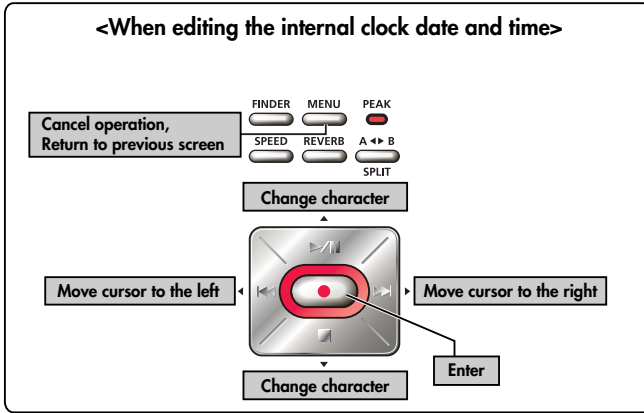 <When editing the internal clock date and time>
FINDER MENU PEAK
Cancel operation,
Return to previous screen
SPEED REVERB A ◂▸ B
SPLIT
Change character
Move cursor to the left
Move cursor to the right
Enter
Change character